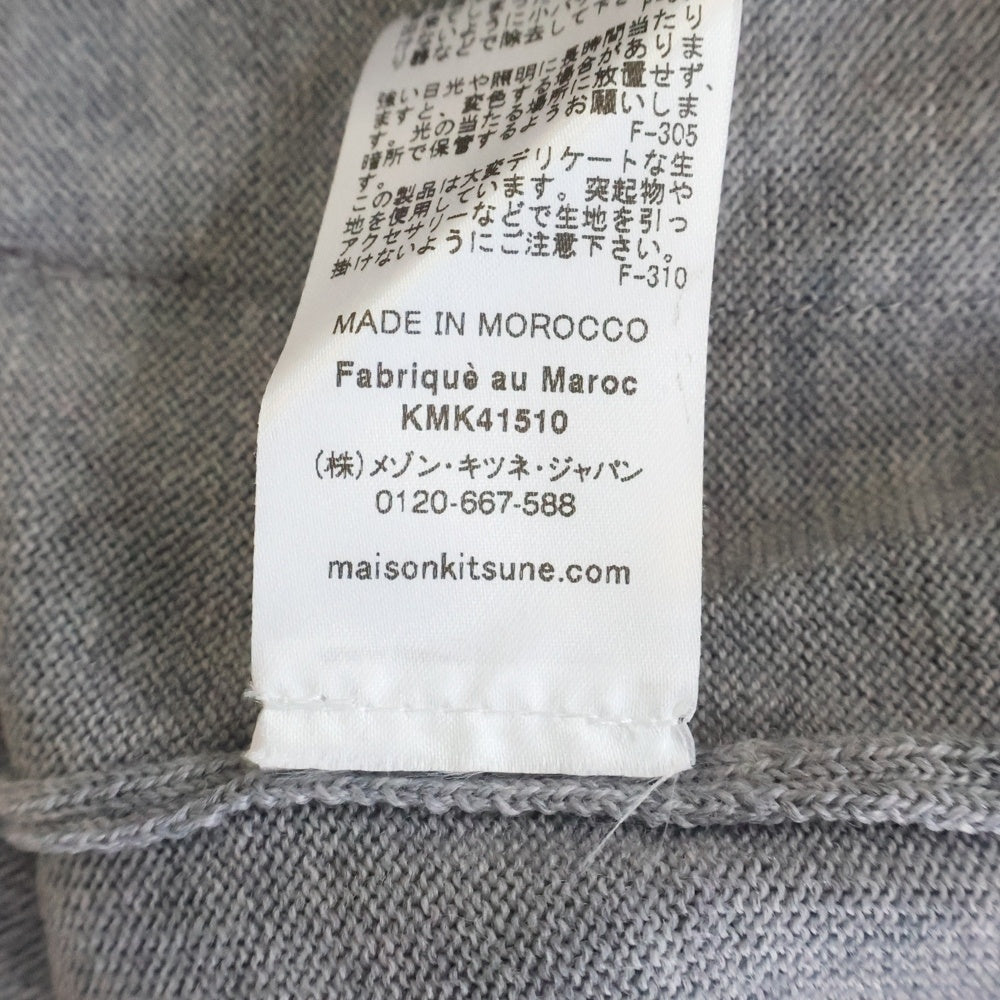 強い日光や照明に長時間当たりま
すと、変色する場合があります。光の当たる場所に放置せず、
暗所で保管するようお願いしま
す。
F-305
この製品は大変デリケートな生
地を使用しています。突起物や
アクセサリーなどで生地を引っ
掛けないようにご注意下さい。
F-310
MADE IN MOROCCO
Fabriquè au Maroc
KMK41510
(株)メゾン・キツネ・ジャパン
0120-667-588
maisonkitsune.com